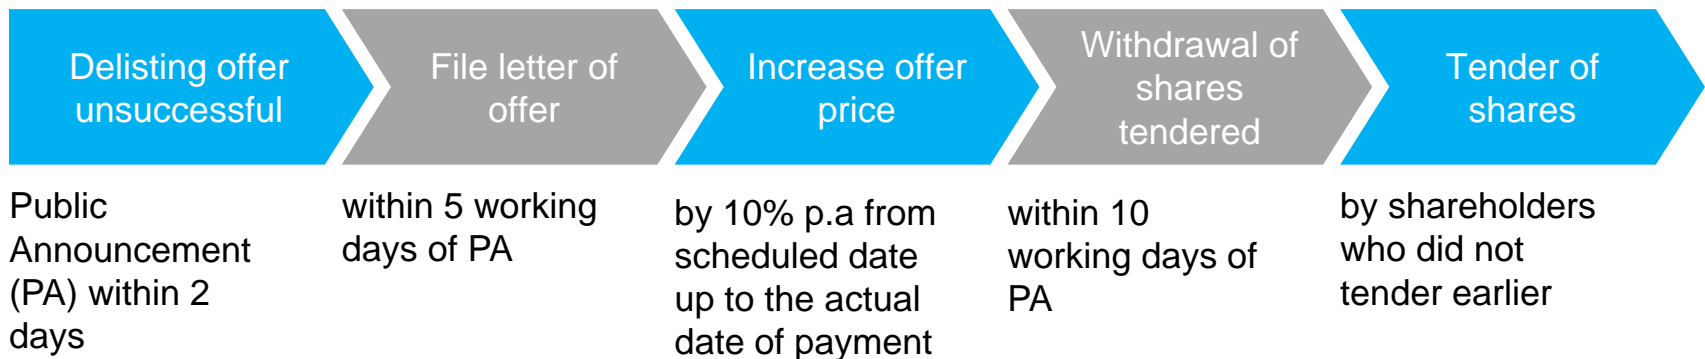 Delisting offer
unsuccessful
Public
Announcement
(PA) within 2
days
File letter of
offer
within 5 working
days of PA
Increase offer
price
by 10% p.a from
scheduled date
up to the actual
date of payment
Withdrawal of
shares
tendered
within 10
working days of
PA
Tender of
shares
by shareholders
who did not
tender earlier